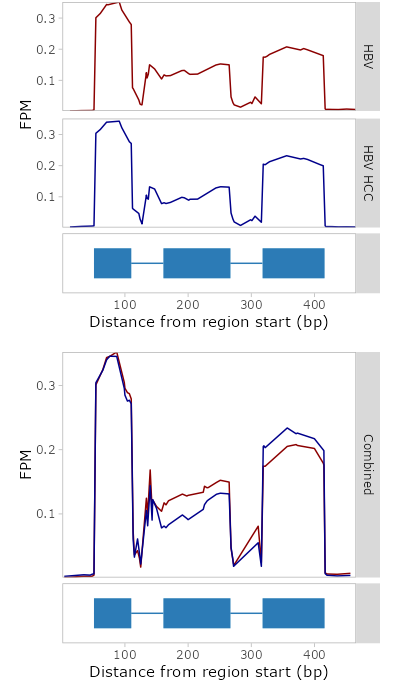 0.3
0.2
0.1
HBV
FPM
0.3
0.2
0.1
HBV HCC
100 200 300 400
Distance from region start (bp)
0.3
0.2
0.1
FPM
Combined
100 200 300 400
Distance from region start (bp)